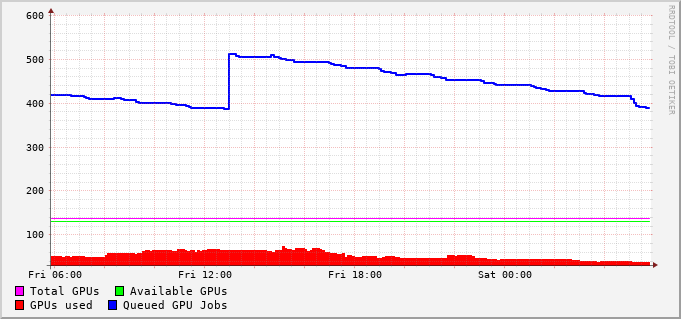 600
500
400
300
200
100
Fri 06:00 Fri 12:00 Fri 18:00 Sat 00:00
Total GPUs Available GPUs
GPUs used Queued GPU Jobs
RRDTOOL / TOBI OETIKER